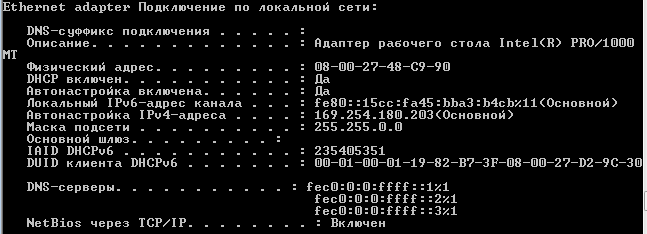 Ethernet adapter Подключение по локальной сети:
DNS-суффикс подключения . . . . . :
Описание. . . . . . . . . . . . . : Адаптер рабочего стола Intel(R) PRO/1000
MT
Физический адрес. . . . . . . . . : 08-00-27-48-C9-90
DHCP включен. . . . . . . . . . . : Да
Автонастройка включена. . . . . . : Да
Локальный IPv6-адрес канала . . . : fe80::15cc:fa45:bba3:b4cb%11(Основной)
Автонастройка IPv4-адреса . . . . : 169.254.180.203(Основной)
Маска подсети . . . . . . . . . . : 255.255.0.0
Основной шлюз. . . . . . . . . :
IAID DHCPv6 . . . . . . . . . . . : 235405351
DUID клиента DHCPv6 . . . . . . . : 00-01-00-01-19-82-B7-3F-08-00-27-D2-9C-30
DNS-серверы. . . . . . . . . . . : fec0:0:0:ffff::1%1
fec0:0:0:ffff::2%1
fec0:0:0:ffff::3%1
NetBios через TCP/IP. . . . . . . . : Включен